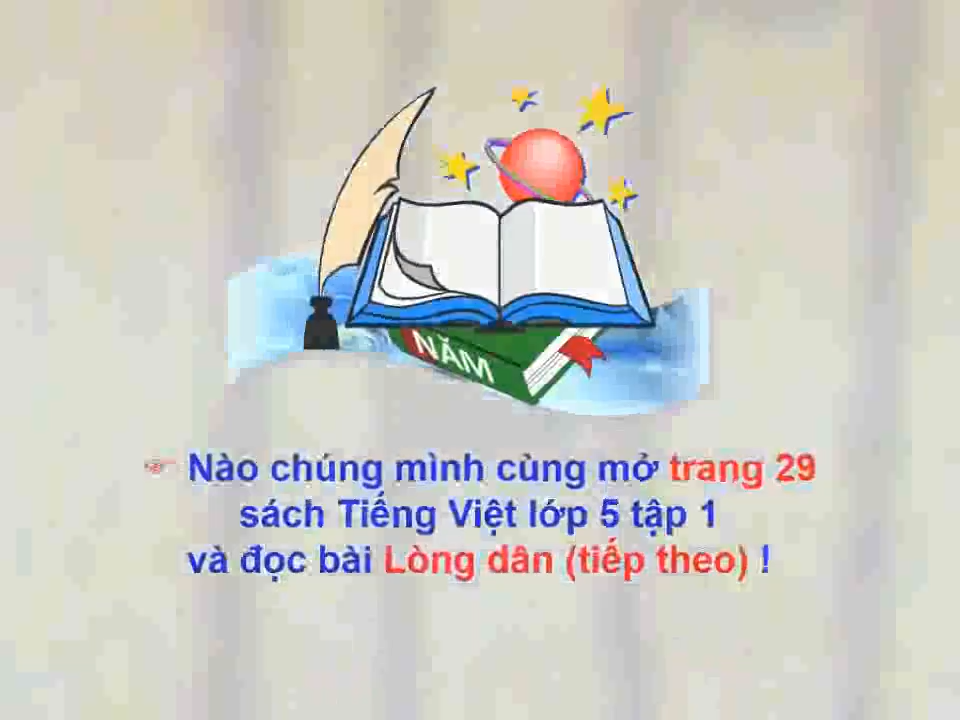 NĂM
☞ Nào chúng mình cùng mở trang 29
sách Tiếng Việt lớp 5 tập 1
và đọc bài Lòng dân (tiếp theo) !